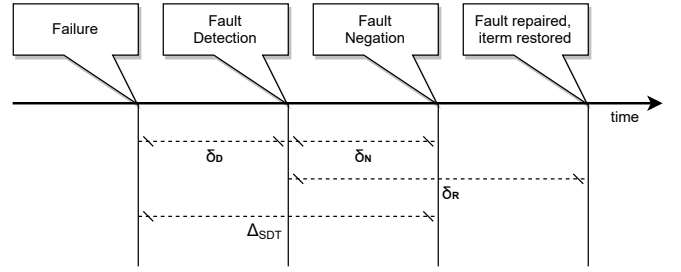 Failure
Fault
Detection
Fault
Negation
Fault repaired,
iterm restored
time
δD
δN
δR
ΔSDT